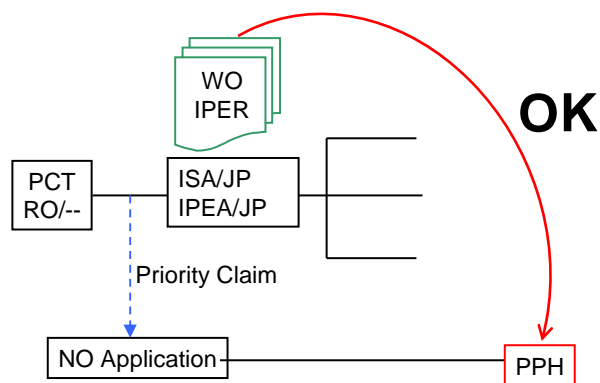 WO
IPER
OK
PCT
RO/--
ISA/JP
IPEA/JP
Priority Claim
NO Application
PPH